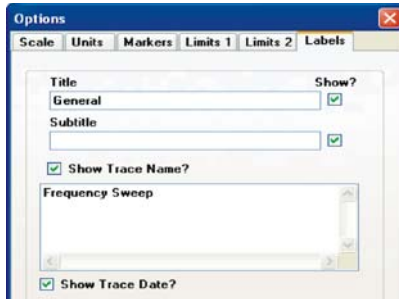 Options
Scale Units Markers Limits 1 Limits 2 Labels
Title Show?
General
Subtitle
Show Trace Name?
Frequency Sweep
Show Trace Date?